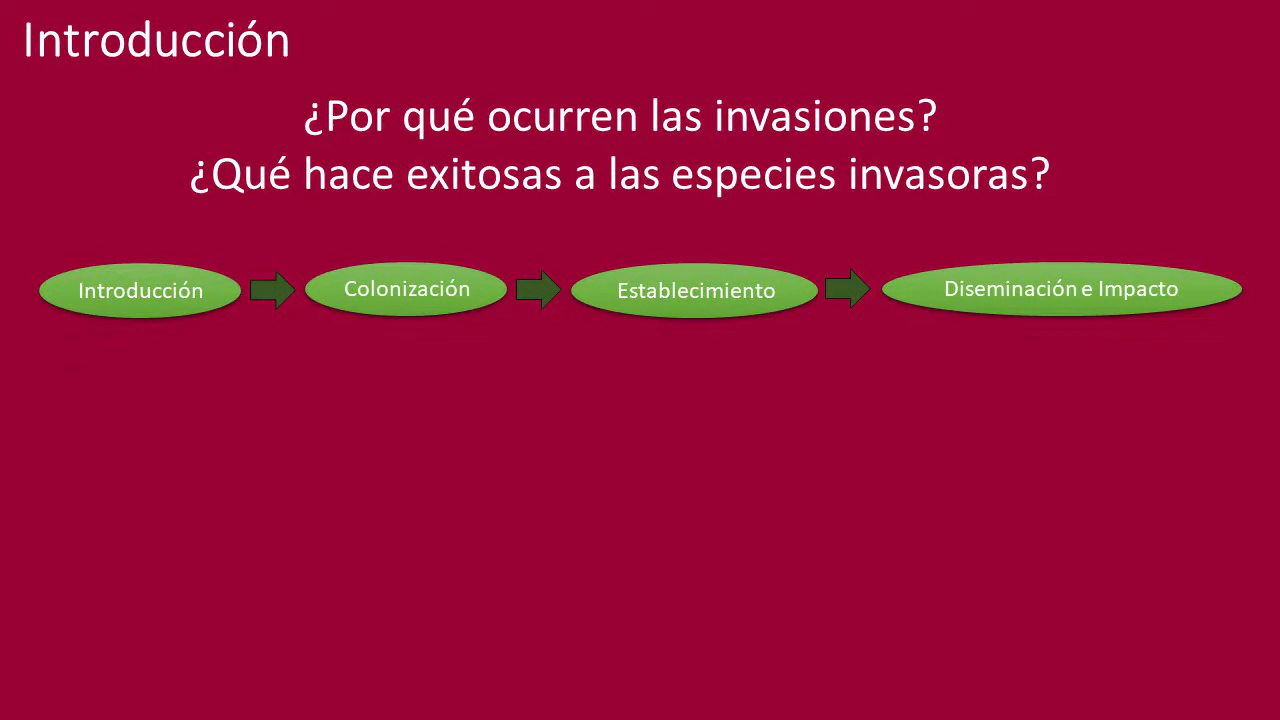 Introducción
¿Por qué ocurren las invasiones?
¿Qué hace exitosas a las especies invasoras?
Introducción
Colonización
Establecimiento
Diseminación e Impacto